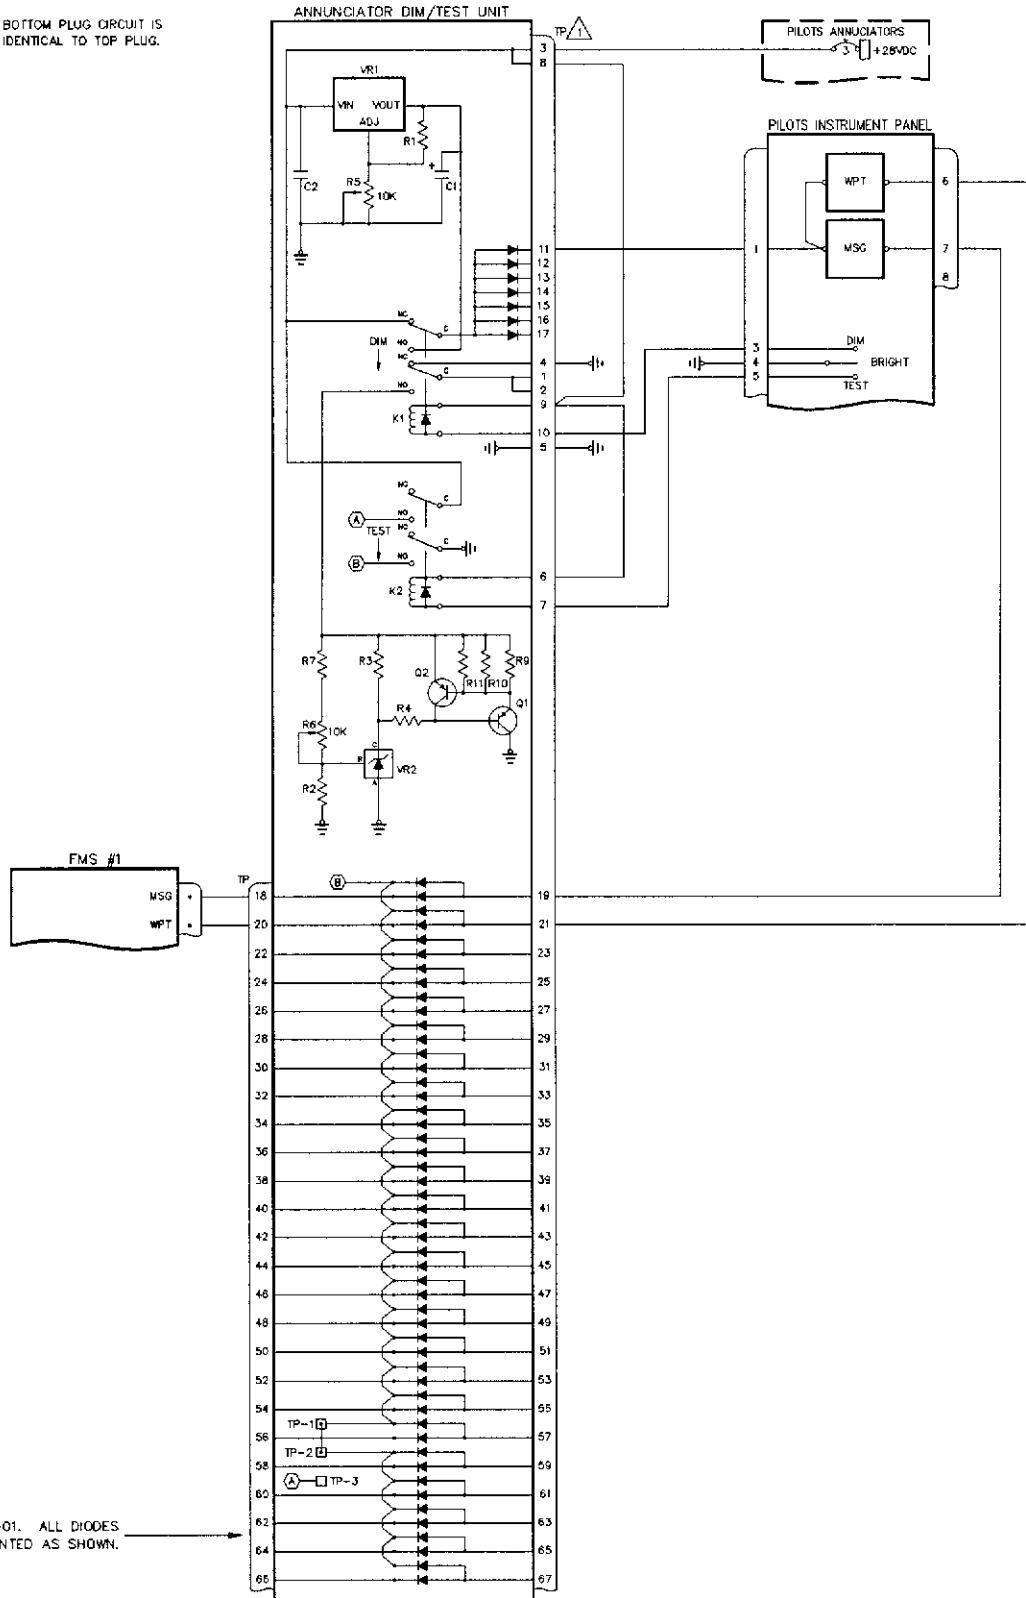 ANNUNCIATOR DIM/TEST UNIT
BOTTOM PLUG CIRCUIT IS
IDENTICAL TO TOP PLUG.
TP 1
PILOTS ANNUCIATORS
3 +28VDC
3
8
VR1
VIN VOUT
ADJ
R1
C2
R5
10K
+
C1
PILOTS INSTRUMENT PANEL
WPT
6
1
MSG
7
8
11
12
13
14
15
16
17
NC
C
NO
DIM
NC
C
NO
4
1
2
9
K1
10
5
3
DIM
4
BRIGHT
5
TEST
NC
C
A
NO
TEST
NC
C
B
NO
6
K2
7
R7
R3
Q2
R11
R10
R9
Q1
R4
R6
10K
C
R
VR2
A
R2
FMS #1
MSG
WPT
TP
B
18
19
20
21
22
23
24
25
26
27
28
29
30
31
32
33
34
35
36
37
38
39
40
41
42
43
44
45
46
47
48
49
50
51
52
53
54
55
TP-1
56
57
TP-2
58
59
A
TP-3
60
61
62
63
64
65
-01. ALL DIODES
NTED AS SHOWN.
67